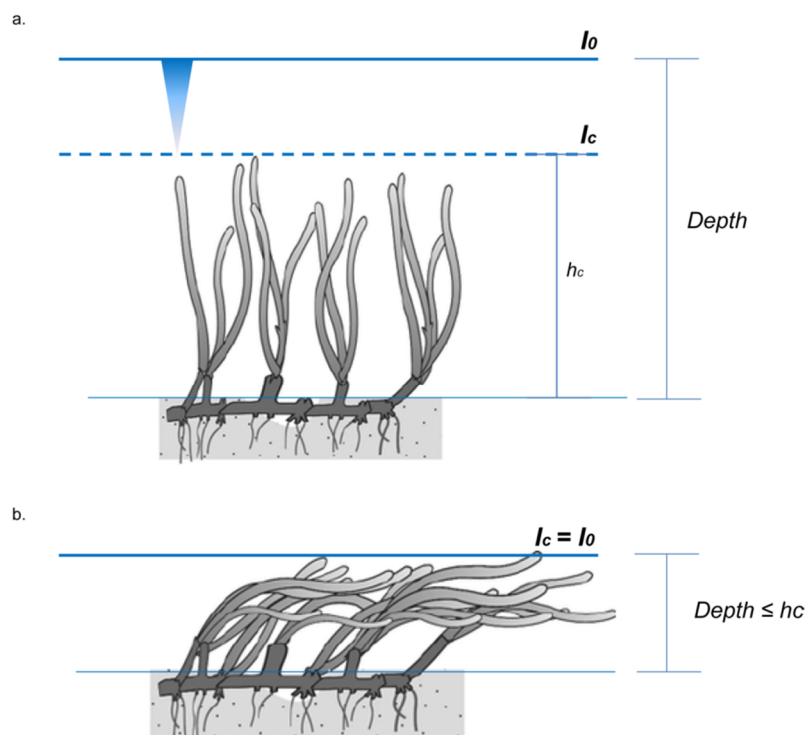 a.
I0
Ic
Depth
hc
b.
Ic = I0
Depth ≤ hc